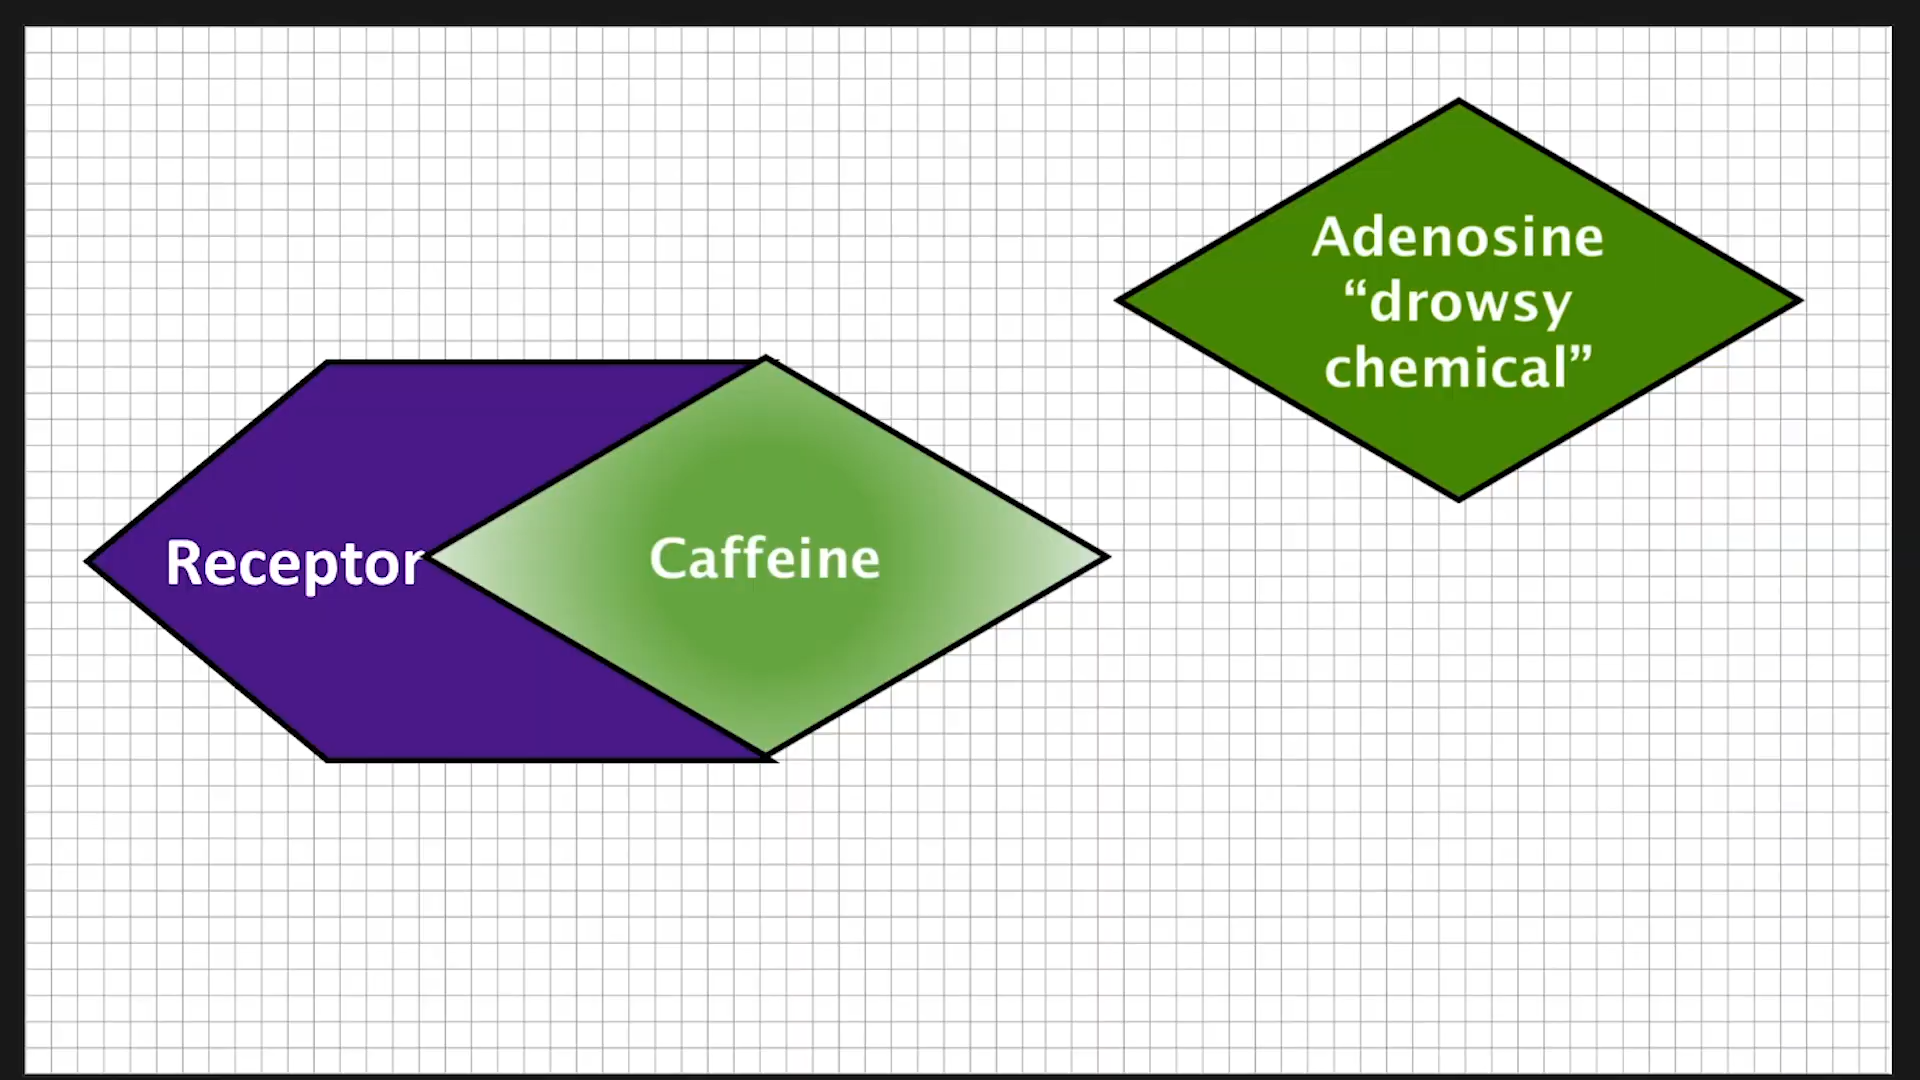 Adenosine
“drowsy
chemical”
Receptor
Caffeine